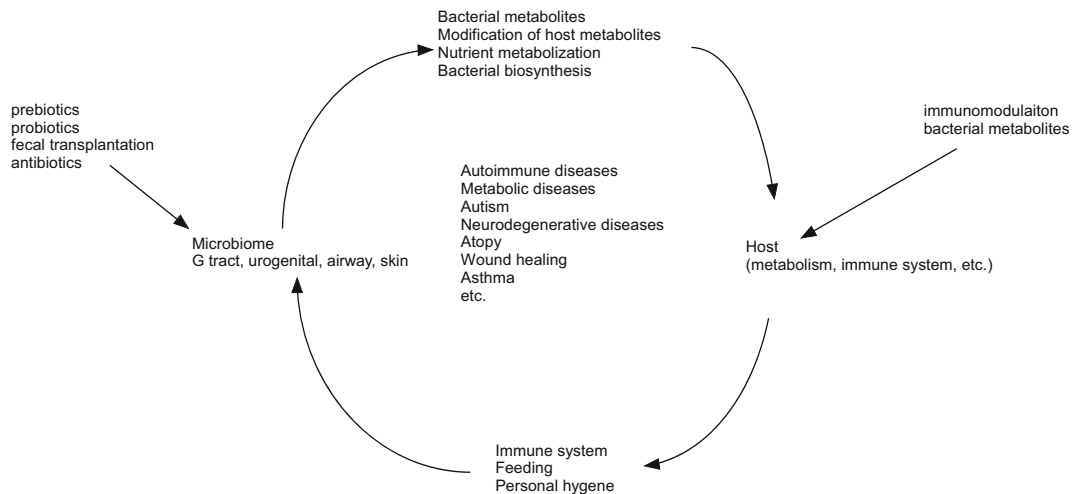 Bacterial metabolites
Modification of host metabolites
Nutrient metabolization
Bacterial biosynthesis
prebiotics
probiotics
fecal transplantation
antibiotics
immunomodulaiton
bacterial metabolites
Autoimmune diseases
Metabolic diseases
Autism
Neurodegenerative diseases
Atopy
Wound healing
Asthma
etc.
Microbiome
G tract, urogenital, airway, skin
Host
(metabolism, immune system, etc.)
Immune system
Feeding
Personal hygene